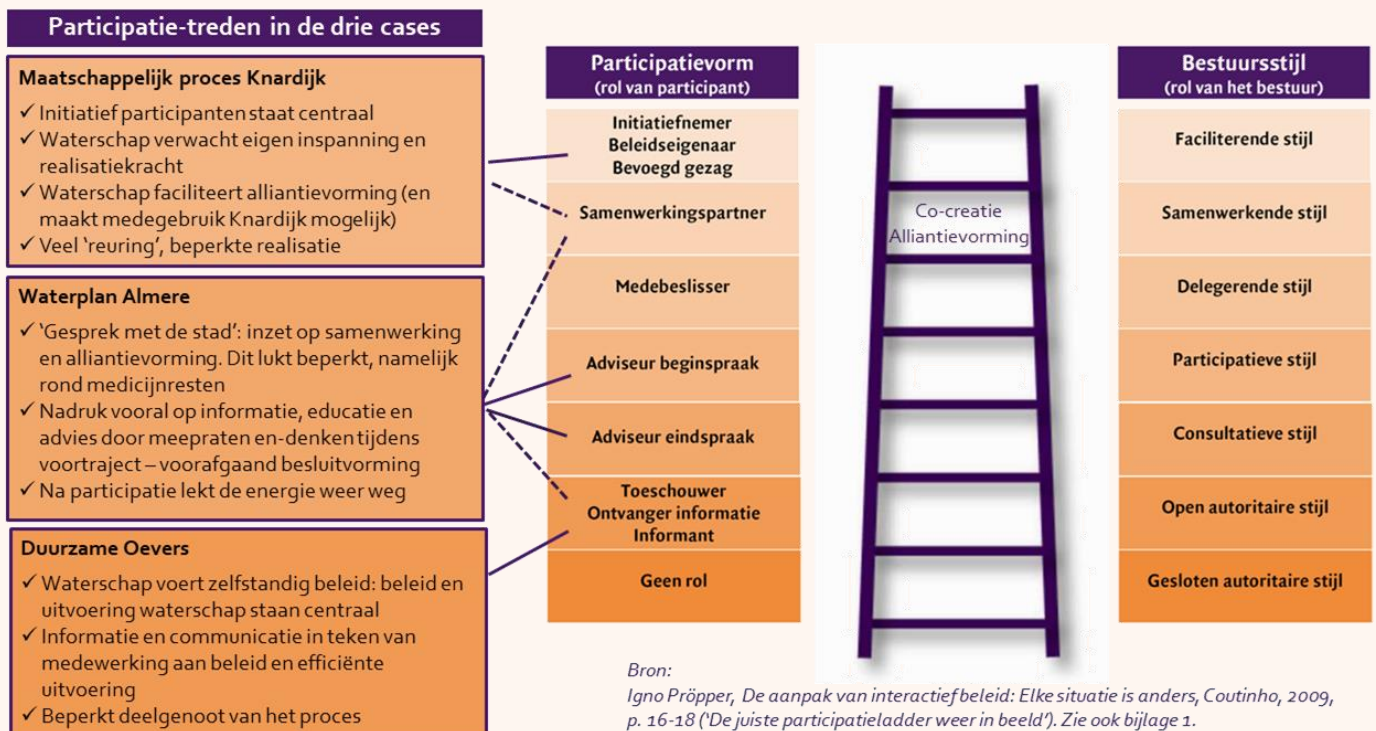 Participatie-treden in de drie cases
Maatschappelijk proces Knardijk
✓ Initiatief participanten staat centraal
✓ Waterschap verwacht eigen inspanning en
realisatiekracht
✓ Waterschap faciliteert alliantievorming (en
maakt medegebruik Knardijk mogelijk)
✓ Veel ‘reuring’, beperkte realisatie
Waterplan Almere
✓ ‘Gesprek met de stad’: inzet op samenwerking
en alliantievorming. Dit lukt beperkt, namelijk
rond medicijnresten
✓ Nadruk vooral op informatie, educatie en
advies door meepraten en-denken tijdens
voortraject – voorafgaand besluitvorming
✓ Na participatie lekt de energie weer weg
Duurzame Oevers
✓ Waterschap voert zelfstandig beleid: beleid en
uitvoering waterschap staan centraal
✓ Informatie en communicatie in teken van
medewerking aan beleid en efficiënte
uitvoering
✓ Beperkt deelgenoot van het proces
Participatievorm
(rol van participant)
Initiatiefnemer
Beleidseigenaar
Bevoegd gezag
Samenwerkingspartner
Medebeslisser
Adviseur beginspraak
Adviseur eindspraak
Toeschouwer
Ontvanger informatie
Informant
Geen rol
Co-creatie
Alliantievorming
Bestuursstijl
(rol van het bestuur)
Faciliterende stijl
Samenwerkende stijl
Delegerende stijl
Participatieve stijl
Consultatieve stijl
Open autoritaire stijl
Gesloten autoritaire stijl
Bron:
Igno Pröpper, De aanpak van interactief beleid: Elke situatie is anders, Coutinho, 2009,
p. 16-18 (‘De juiste participatieladder weer in beeld’). Zie ook bijlage 1.